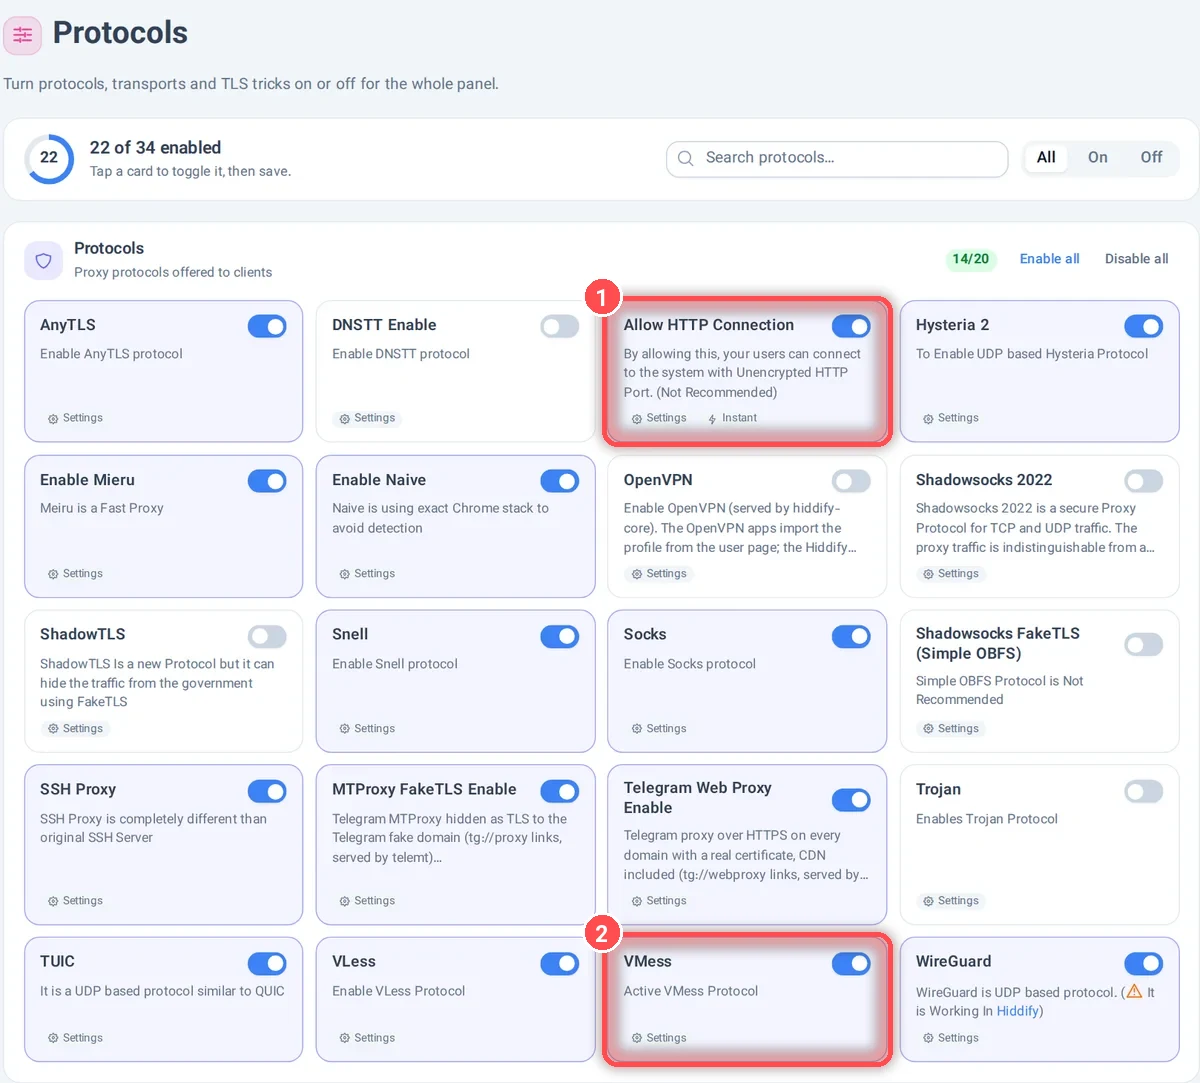 Protocols
Turn protocols, transports and TLS tricks on or off for the whole panel.
22
22 of 34 enabled
Tap a card to toggle it, then save.
Search protocols...
All
On
Off
Protocols
Proxy protocols offered to clients
14/20
Enable all
Disable all
AnyTLS
Enable AnyTLS protocol
Settings
DNSTT Enable
Enable DNSTT protocol
Settings
1
Allow HTTP Connection
By allowing this, your users can connect
to the system with Unencrypted HTTP
Port. (Not Recommended)
Settings
Instant
Hysteria 2
To Enable UDP based Hysteria Protocol
Settings
Enable Mieru
Meiru is a Fast Proxy
Settings
Enable Naive
Naive is using exact Chrome stack to
avoid detection
Settings
OpenVPN
Enable OpenVPN (served by hiddify-
core). The OpenVPN apps import the
profile from the user page; the Hiddify...
Settings
Shadowsocks 2022
Shadowsocks 2022 is a secure Proxy
Protocol for TCP and UDP traffic. The
proxy traffic is indistinguishable from a...
Settings
ShadowTLS
ShadowTLS Is a new Protocol but it can
hide the traffic from the government
using FakeTLS
Settings
Snell
Enable Snell protocol
Settings
Socks
Enable Socks protocol
Settings
Shadowsocks FakeTLS
(Simple OBFS)
Simple OBFS Protocol is Not
Recommended
Settings
SSH Proxy
SSH Proxy is completely different than
original SSH Server
Settings
MTProxy FakeTLS Enable
Telegram MTProxy hidden as TLS to the
Telegram fake domain (tg://proxy links,
served by telemt)...
Settings
Telegram Web Proxy
Enable
Telegram proxy over HTTPS on every
domain with a real certificate, CDN
included (tg://webproxy links, served by...
Settings
Trojan
Enables Trojan Protocol
Settings
TUIC
It is a UDP based protocol similar to QUIC
Settings
VLess
Enable VLess Protocol
Settings
2
VMess
Active VMess Protocol
Settings
WireGuard
WireGuard is UDP based protocol. (⚠ It
is Working In Hiddify)
Settings